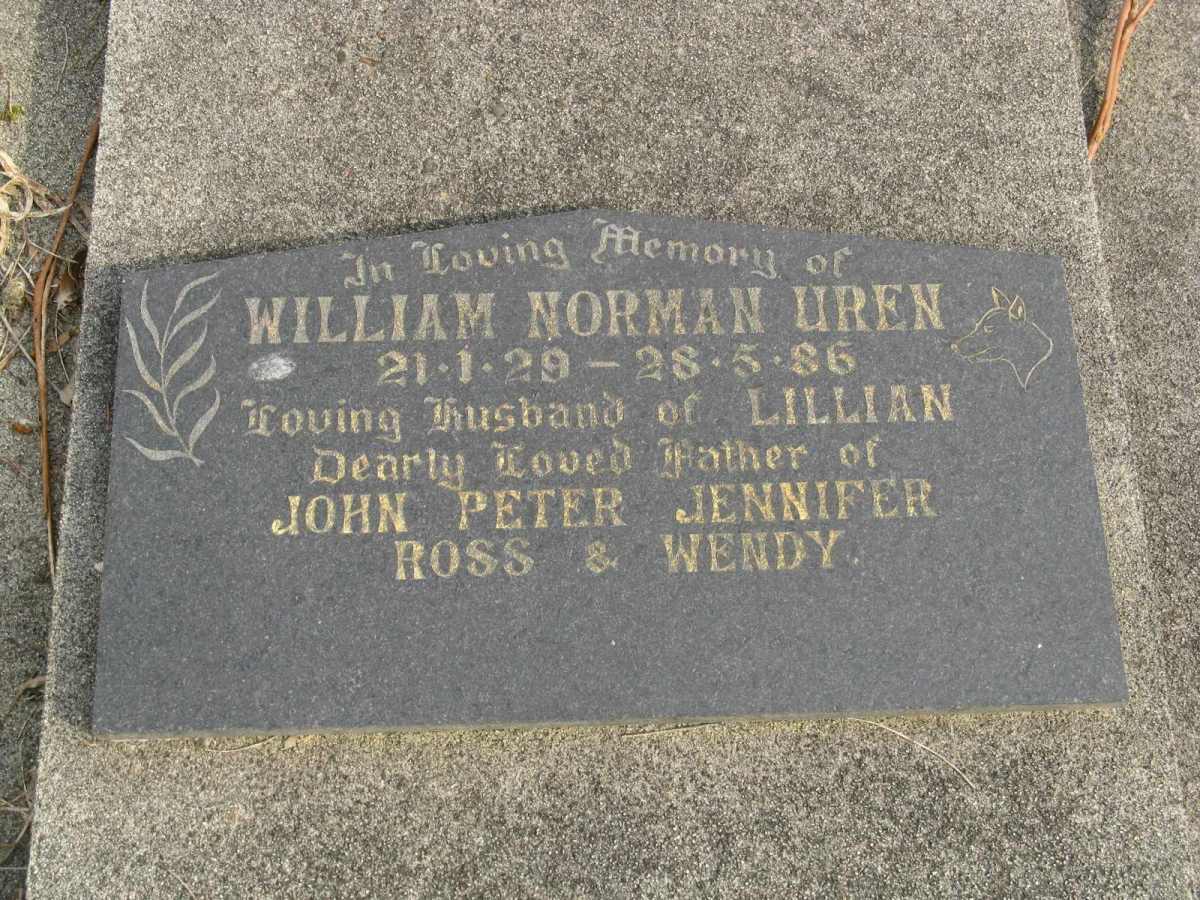 In Loving Memory of
WILLIAM NORMAN UREN
21·1·29 – 28·5·86
Loving Husband of LILLIAN
Dearly Loved Father of
JOHN PETER JENNIFER
ROSS & WENDY